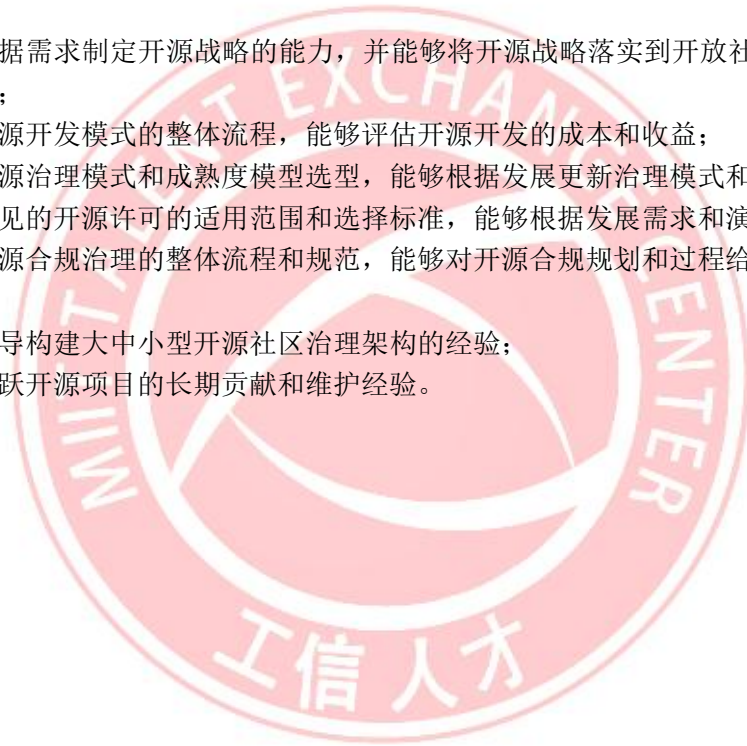 据需求制定开源战略的能力，并能够将开源战略落实到开放社
；
源开发模式的整体流程，能够评估开源开发的成本和收益；
源治理模式和成熟度模型选型，能够根据发展更新治理模式和
见的开源许可的适用范围和选择标准，能够根据发展需求和演
源合规治理的整体流程和规范，能够对开源合规规划和过程给
导构建大中小型开源社区治理架构的经验；
跃开源项目的长期贡献和维护经验。
MIIT TALENT EXCHANGE CENTER
工信人才